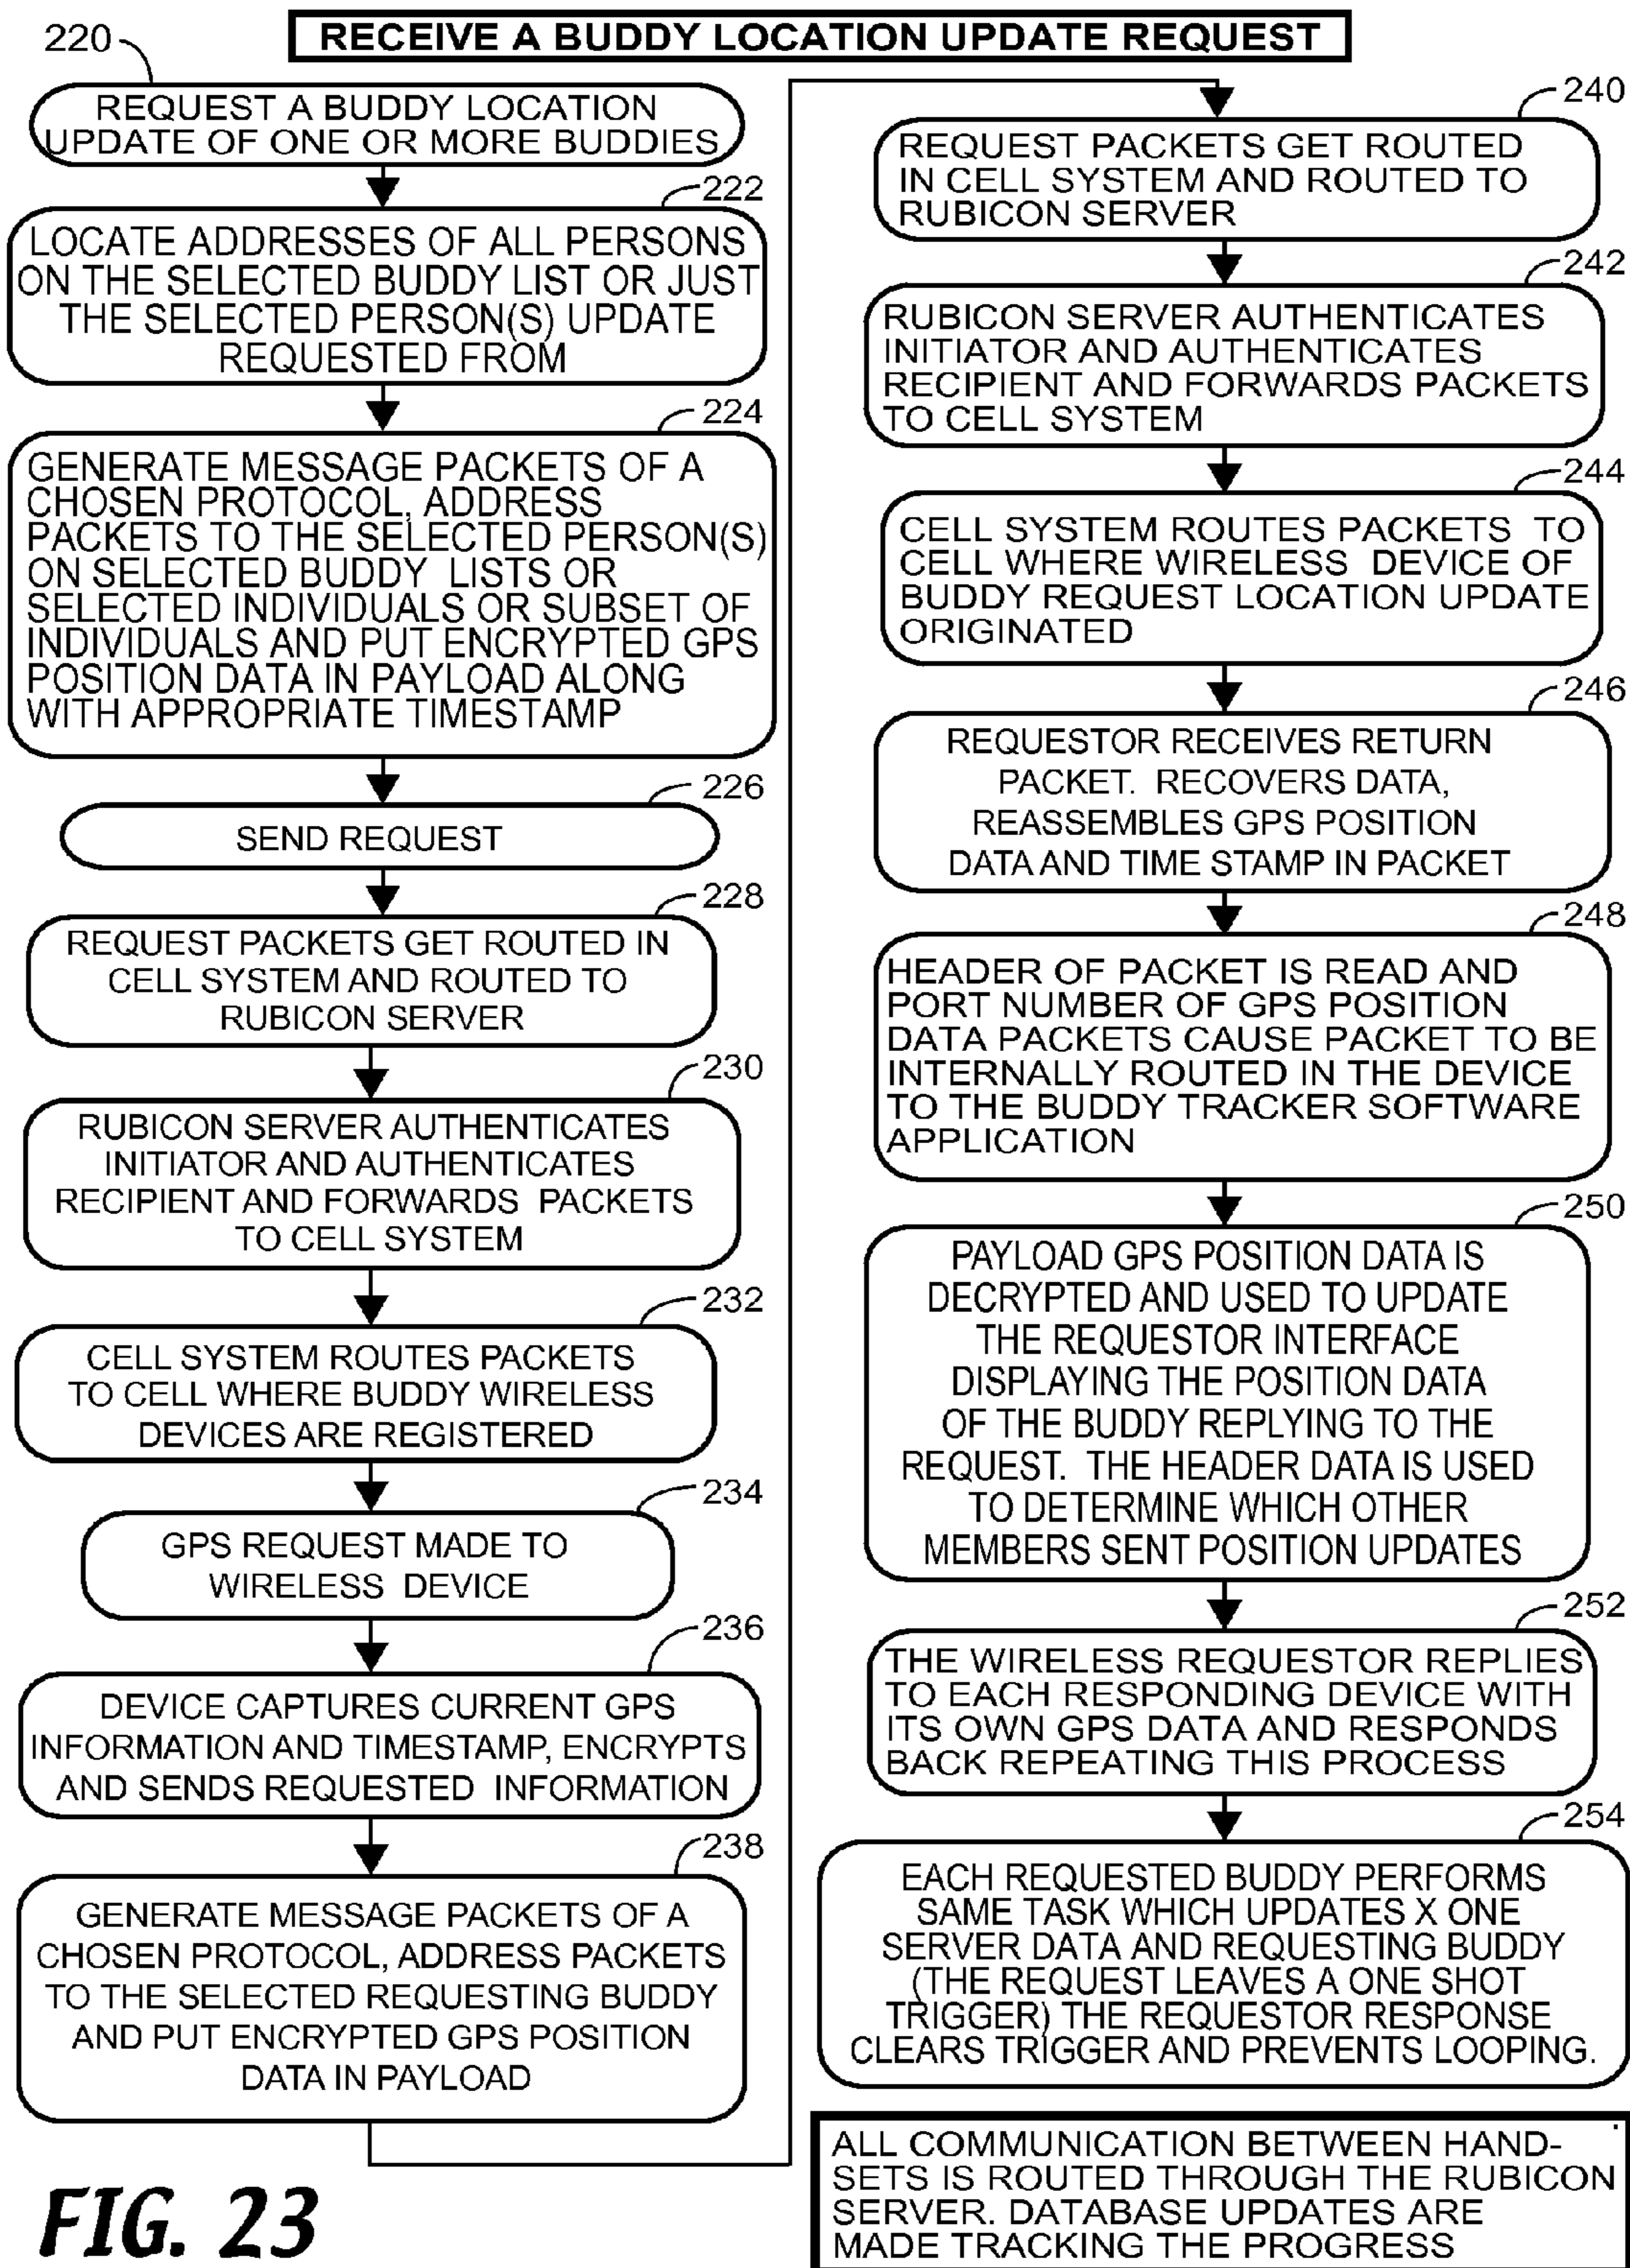 RECEIVE A BUDDY LOCATION UPDATE REQUEST
220
REQUEST A BUDDY LOCATION
UPDATE OF ONE OR MORE BUDDIES
222
LOCATE ADDRESSES OF ALL PERSONS
ON THE SELECTED BUDDY LIST OR JUST
THE SELECTED PERSON(S) UPDATE
REQUESTED FROM
224
GENERATE MESSAGE PACKETS OF A
CHOSEN PROTOCOL, ADDRESS
PACKETS TO THE SELECTED PERSON(S)
ON SELECTED BUDDY LISTS OR
SELECTED INDIVIDUALS OR SUBSET OF
INDIVIDUALS AND PUT ENCRYPTED GPS
POSITION DATA IN PAYLOAD ALONG
WITH APPROPRIATE TIMESTAMP
226
SEND REQUEST
228
REQUEST PACKETS GET ROUTED IN
CELL SYSTEM AND ROUTED TO
RUBICON SERVER
230
RUBICON SERVER AUTHENTICATES
INITIATOR AND AUTHENTICATES
RECIPIENT AND FORWARDS PACKETS
TO CELL SYSTEM
232
CELL SYSTEM ROUTES PACKETS
TO CELL WHERE BUDDY WIRELESS
DEVICES ARE REGISTERED
234
GPS REQUEST MADE TO
WIRELESS DEVICE
236
DEVICE CAPTURES CURRENT GPS
INFORMATION AND TIMESTAMP, ENCRYPTS
AND SENDS REQUESTED INFORMATION
238
GENERATE MESSAGE PACKETS OF A
CHOSEN PROTOCOL, ADDRESS PACKETS
TO THE SELECTED REQUESTING BUDDY
AND PUT ENCRYPTED GPS POSITION
DATA IN PAYLOAD
240
REQUEST PACKETS GET ROUTED
IN CELL SYSTEM AND ROUTED TO
RUBICON SERVER
242
RUBICON SERVER AUTHENTICATES
INITIATOR AND AUTHENTICATES
RECIPIENT AND FORWARDS PACKETS
TO CELL SYSTEM
244
CELL SYSTEM ROUTES PACKETS TO
CELL WHERE WIRELESS DEVICE OF
BUDDY REQUEST LOCATION UPDATE
ORIGINATED
246
REQUESTOR RECEIVES RETURN
PACKET. RECOVERS DATA,
REASSEMBLES GPS POSITION
DATA AND TIME STAMP IN PACKET
248
HEADER OF PACKET IS READ AND
PORT NUMBER OF GPS POSITION
DATA PACKETS CAUSE PACKET TO BE
INTERNALLY ROUTED IN THE DEVICE
TO THE BUDDY TRACKER SOFTWARE
APPLICATION
250
PAYLOAD GPS POSITION DATA IS
DECRYPTED AND USED TO UPDATE
THE REQUESTOR INTERFACE
DISPLAYING THE POSITION DATA
OF THE BUDDY REPLYING TO THE
REQUEST. THE HEADER DATA IS USED
TO DETERMINE WHICH OTHER
MEMBERS SENT POSITION UPDATES
252
THE WIRELESS REQUESTOR REPLIES
TO EACH RESPONDING DEVICE WITH
ITS OWN GPS DATA AND RESPONDS
BACK REPEATING THIS PROCESS
254
EACH REQUESTED BUDDY PERFORMS
SAME TASK WHICH UPDATES X ONE
SERVER DATA AND REQUESTING BUDDY
(THE REQUEST LEAVES A ONE SHOT
TRIGGER) THE REQUESTOR RESPONSE
CLEARS TRIGGER AND PREVENTS LOOPING.
ALL COMMUNICATION BETWEEN HAND-
SETS IS ROUTED THROUGH THE RUBICON
SERVER. DATABASE UPDATES ARE
MADE TRACKING THE PROGRESS
FIG. 23